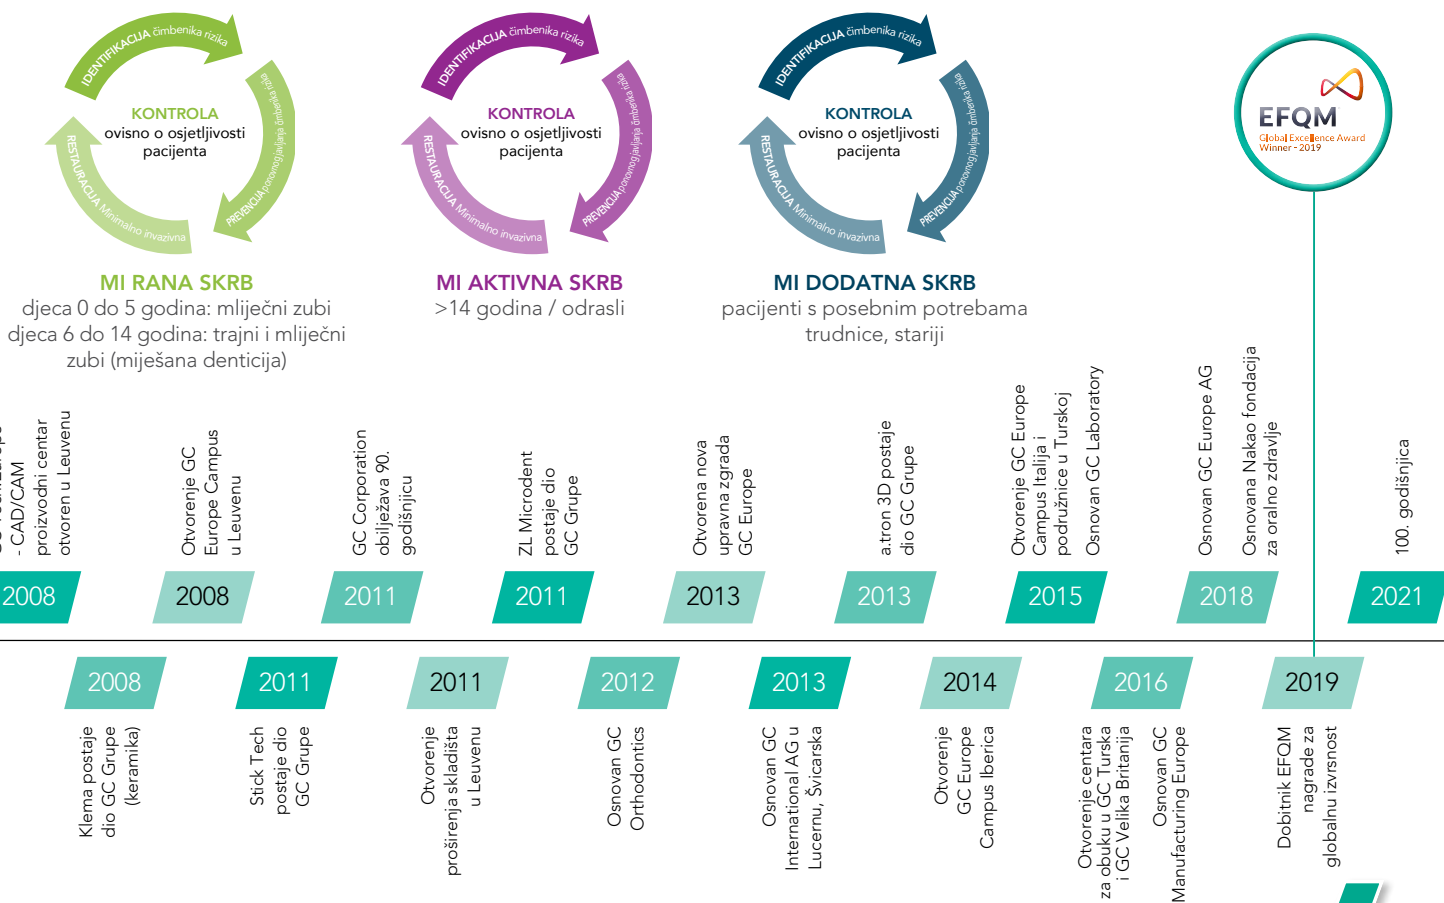 IDENTIFIKACIJA čimbenika rizika
PREVENCIJA ponovnog javljanja čimbenika rizika
RESTAURACIJA Minimalno invazivna
KONTROLA
ovisno o osjetljivosti
pacijenta
MI RANA SKRB
djeca 0 do 5 godina: mliječni zubi
djeca 6 do 14 godina: trajni i mliječni
zubi (miješana denticija)
IDENTIFIKACIJA čimbenika rizika
PREVENCIJA ponovnog javljanja čimbenika rizika
RESTAURACIJA Minimalno invazivna
KONTROLA
ovisno o osjetljivosti
pacijenta
MI AKTIVNA SKRB
>14 godina / odrasli
IDENTIFIKACIJA čimbenika rizika
PREVENCIJA ponovnog javljanja čimbenika rizika
RESTAURACIJA Minimalno invazivna
KONTROLA
ovisno o osjetljivosti
pacijenta
MI DODATNA SKRB
pacijenti s posebnim potrebama
trudnice, stariji
EFQM
Global Excellence Award
Winner - 2019
- CAD/CAM
proizvodni centar
otvoren u Leuvenu
2008
Otvorenje GC
Europe Campus
u Leuvenu
2008
GC Corporation
obilježava 90.
godišnjicu
2011
ZL Microdent
postaje dio
GC Grupe
2011
Otvorena nova
upravna zgrada
GC Europe
2013
a.tron 3D postaje
dio GC Grupe
2013
Otvorenje GC Europe
Campus Italija i
podružnice u Turskoj
Osnovan GC Laboratory
2015
Osnovan GC Europe AG
Osnovana Nakao fondacija
za oralno zdravlje
2018
100. godišnjica
2021
2008
Klema postaje
dio GC Grupe
(keramika)
2011
Stick Tech
postaje dio
GC Grupe
2011
Otvorenje
proširenja skladišta
u Leuvenu
2012
Osnovan GC
Orthodontics
2013
Osnovan GC
International AG u
Lucernu, Švicarska
2014
Otvorenje
GC Europe
Campus Iberica
2016
Otvorenje centara
za obuku u GC Turska
i GC Velika Britanija
Osnovan GC
Manufacturing Europe
2019
Dobitnik EFQM
nagrade za
globalnu izvrsnost